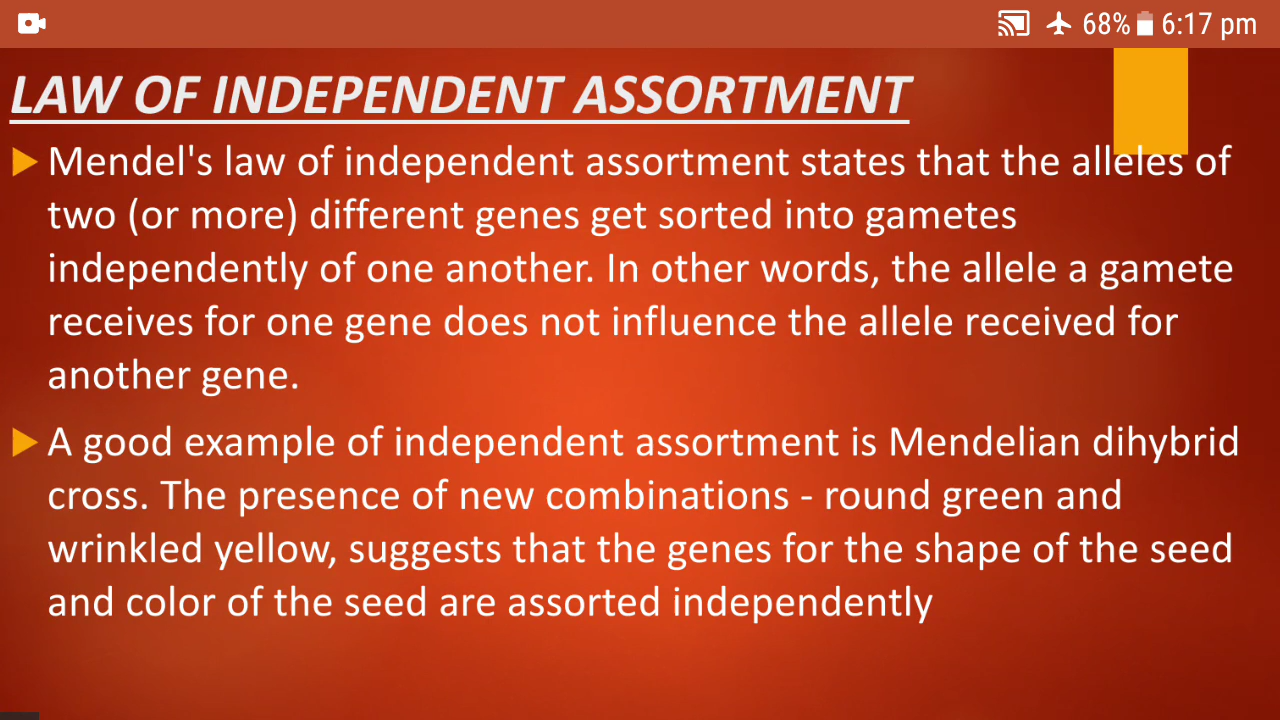 68% 6:17 pm
LAW OF INDEPENDENT ASSORTMENT
Mendel's law of independent assortment states that the alleles of
two (or more) different genes get sorted into gametes
independently of one another. In other words, the allele a gamete
receives for one gene does not influence the allele received for
another gene.
A good example of independent assortment is Mendelian dihybrid
cross. The presence of new combinations - round green and
wrinkled yellow, suggests that the genes for the shape of the seed
and color of the seed are assorted independently